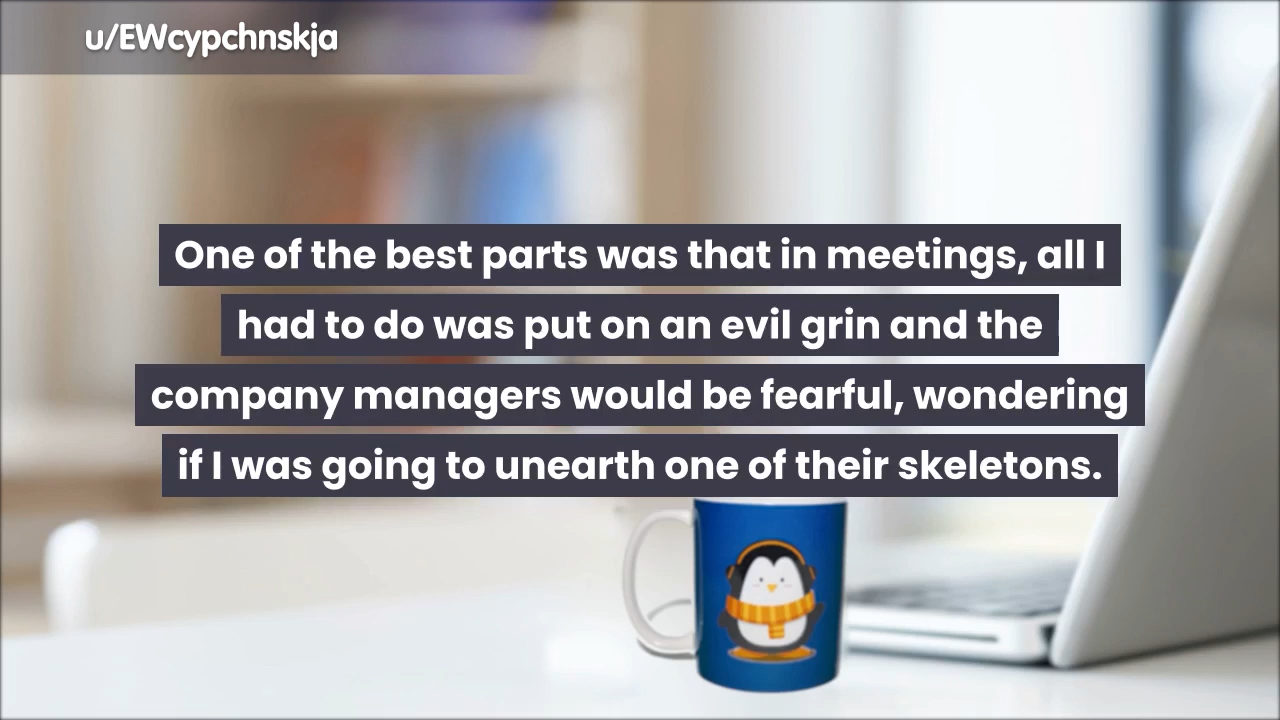 u/EWcypchnskja
One of the best parts was that in meetings, all I
had to do was put on an evil grin and the
company managers would be fearful, wondering
if I was going to unearth one of their skeletons.